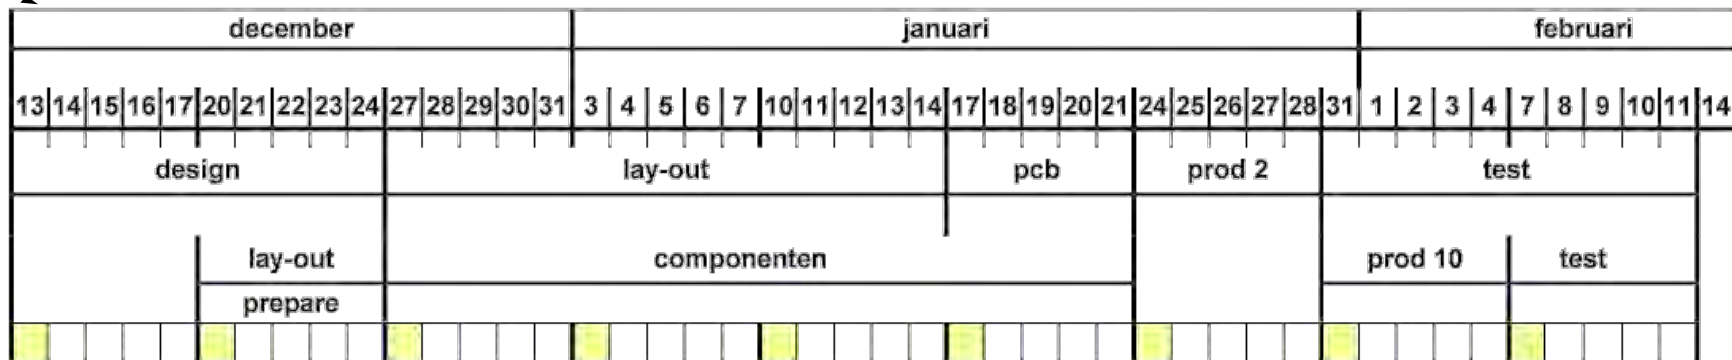 december januari februari
13 14 15 16 17 20 21 22 23 24 27 28 29 30 31 3 4 5 6 7 10 11 12 13 14 17 18 19 20 21 24 25 26 27 28 31 1 2 3 4 7 8 9 10 11 14
design lay-out pcb prod 2 test
lay-out componenten prod 10 test
prepare